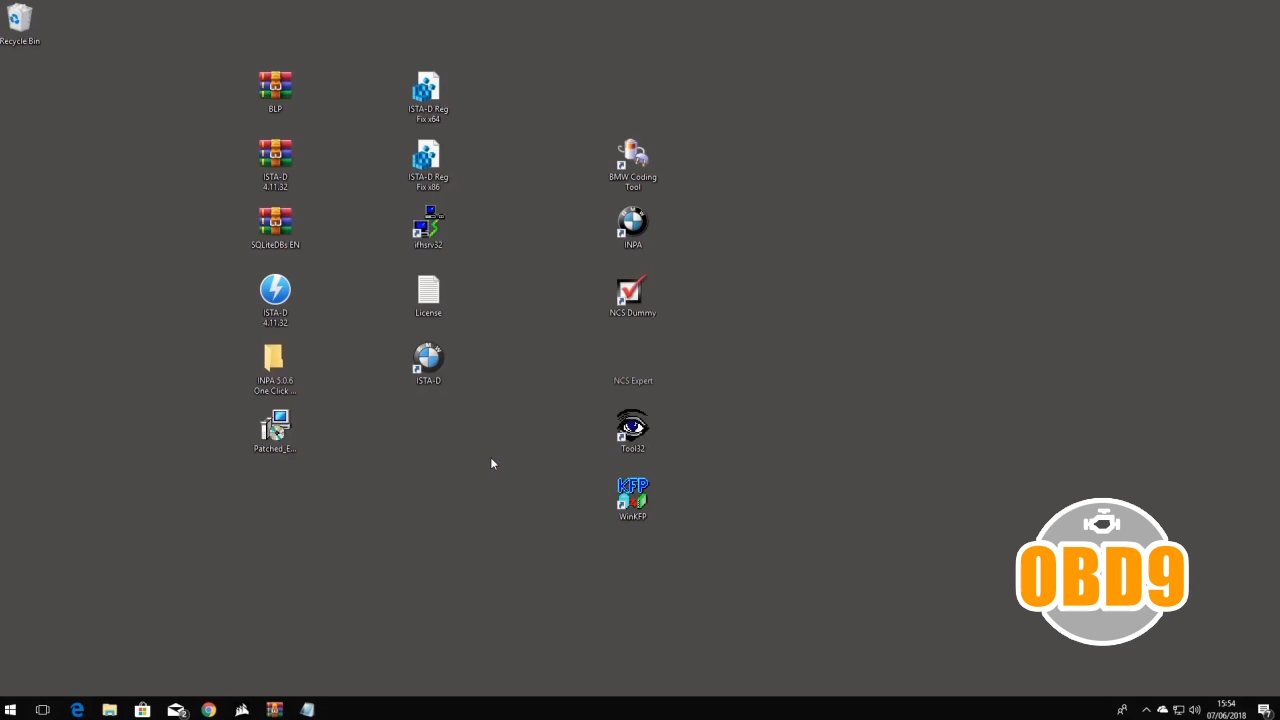 Recycle Bin
BLP
ISTA-D Reg
Fix x64
ISTA-D
4.11.32
ISTA-D Reg
Fix x86
BMW Coding
Tool
SQLiteDBs EN
ifhsrv32
INPA
ISTA-D
4.11.32
License
NCS Dummy
INPA 5.0.6
One Click ...
ISTA-D
NCS Expert
Patched_E...
Tool32
KFP
WinKFP
OBD9
2
15:54
07/06/2018